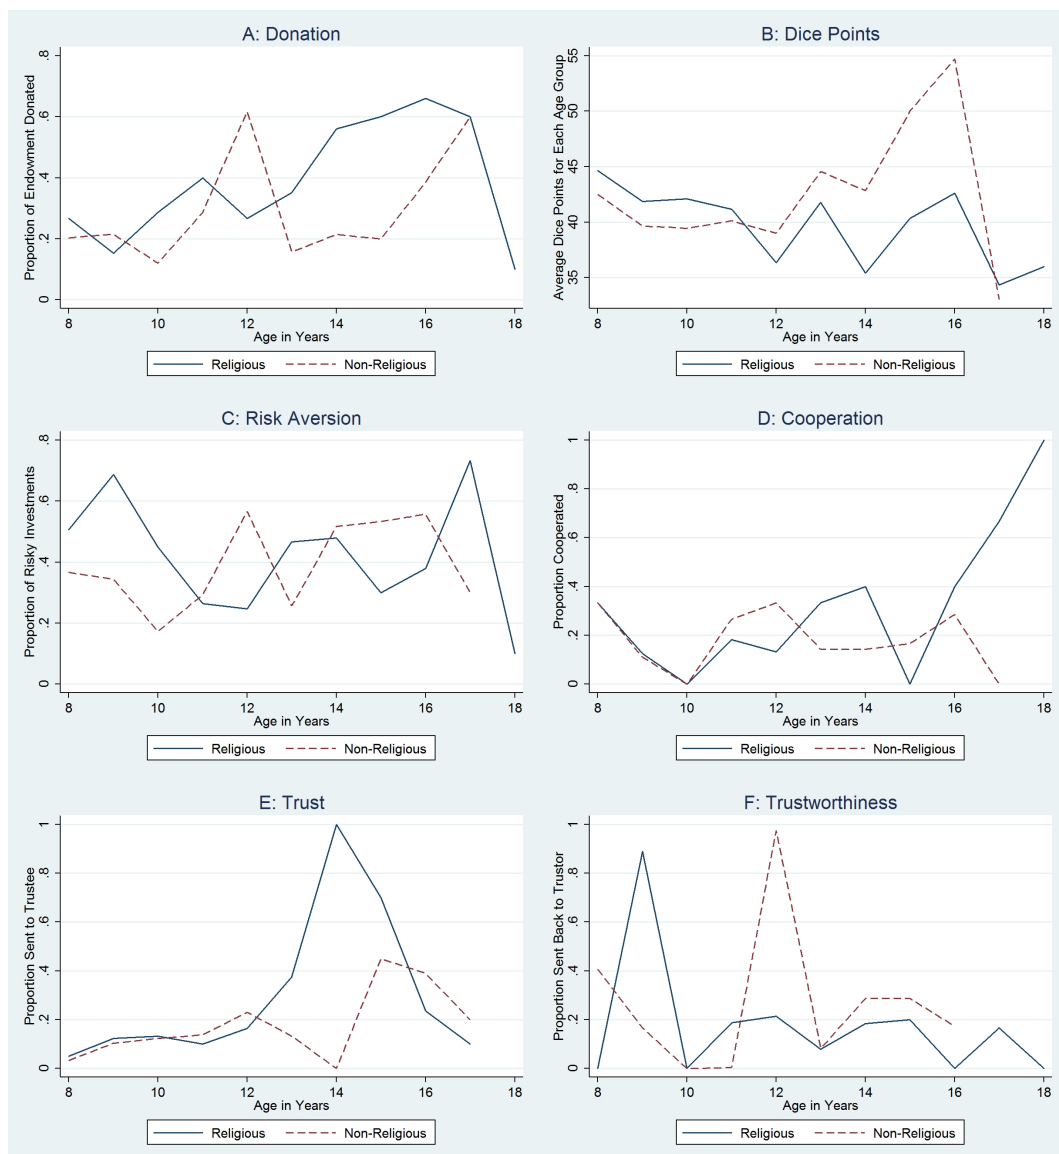 A: Donation
Proportion of Endowment Donated
.8
.6
.4
.2
0
8 10 12 14 16 18
Age in Years
Religious Non-Religious
B: Dice Points
Average Dice Points for Each Age Group
55
50
45
40
35
8 10 12 14 16 18
Age in Years
Religious Non-Religious
C: Risk Aversion
Proportion of Risky Investments
.8
.6
.4
.2
0
8 10 12 14 16 18
Age in Years
Religious Non-Religious
D: Cooperation
Proportion Cooperated
1
.8
.6
.4
.2
0
8 10 12 14 16 18
Age in Years
Religious Non-Religious
E: Trust
Proportion Sent to Trustee
1
.8
.6
.4
.2
0
8 10 12 14 16 18
Age in Years
Religious Non-Religious
F: Trustworthiness
Proportion Sent Back to Trustor
1
.8
.6
.4
.2
0
8 10 12 14 16 18
Age in Years
Religious Non-Religious